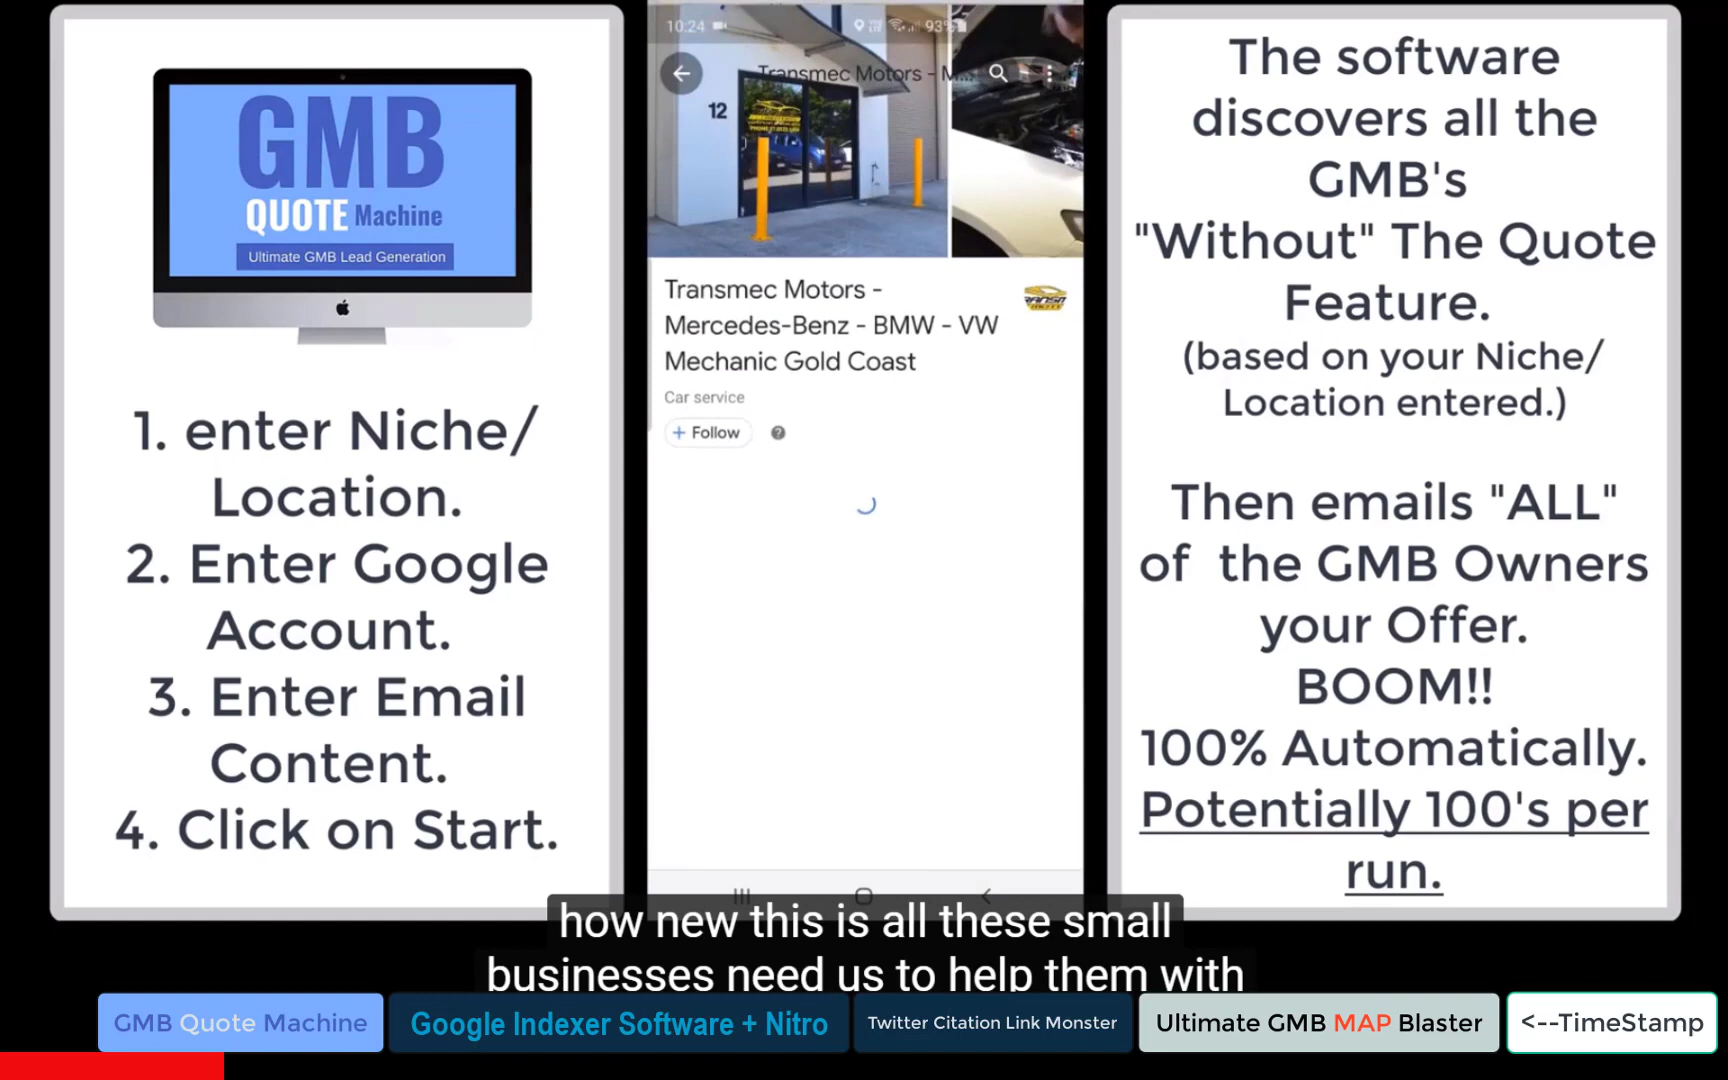 GMB
QUOTE Machine
Ultimate GMB Lead Generation
1. enter Niche/
Location.
2. Enter Google
Account.
3. Enter Email
Content.
4. Click on Start.
10:24
93%
Transmec Motors - M...
12
Transmec Motors -
Mercedes-Benz - BMW - VW
Mechanic Gold Coast
Car service
+ Follow
The software
discovers all the
GMB's
"Without" The Quote
Feature.
(based on your Niche/
Location entered.)
Then emails "ALL"
of the GMB Owners
your Offer.
BOOM!!
100% Automatically.
Potentially 100's per
run.
how new this is all these small
businesses need us to help them with
GMB Quote Machine
Google Indexer Software + Nitro
Twitter Citation Link Monster
Ultimate GMB MAP Blaster
<--TimeStamp